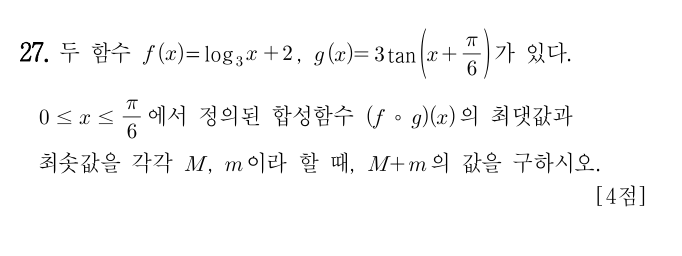 27. 두 함수 f(x)=log₃x+2, g(x)=3tan(x+π/6)가 있다.
0≤x≤π/6에서 정의된 합성함수 (f∘g)(x)의 최댓값과
최솟값을 각각 M, m이라 할 때, M+m의 값을 구하시오.
[4점]